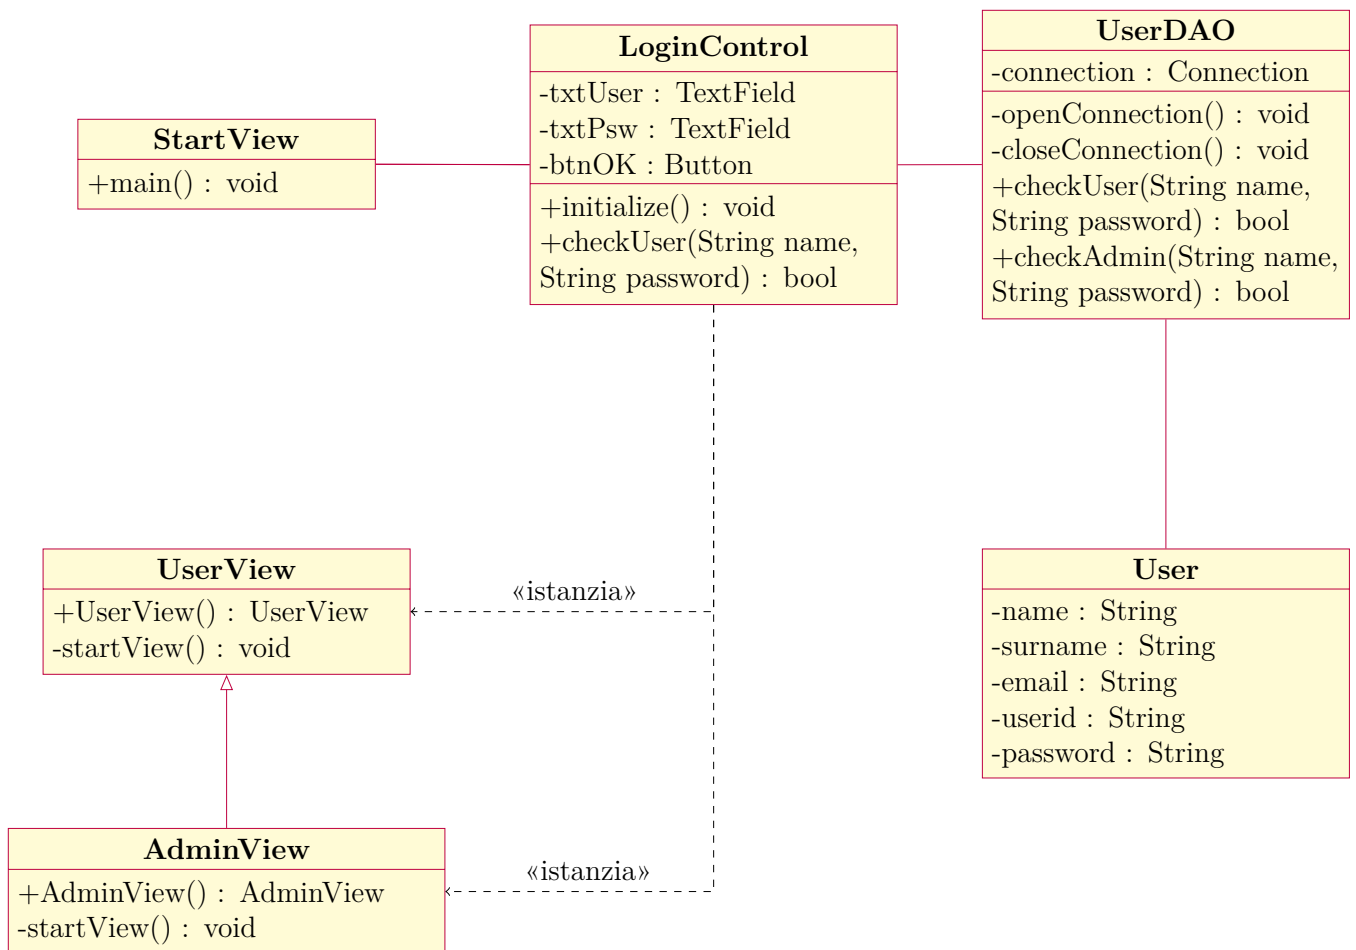 StartView
+main() : void
LoginControl
-txtUser : TextField
-txtPsw : TextField
-btnOK : Button
+initialize() : void
+checkUser(String name,
String password) : bool
UserDAO
-connection : Connection
-openConnection() : void
-closeConnection() : void
+checkUser(String name,
String password) : bool
+checkAdmin(String name,
String password) : bool
UserView
+UserView() : UserView
-startView() : void
«istanzia»
User
-name : String
-surname : String
-email : String
-userid : String
-password : String
AdminView
+AdminView() : AdminView
-startView() : void
«istanzia»